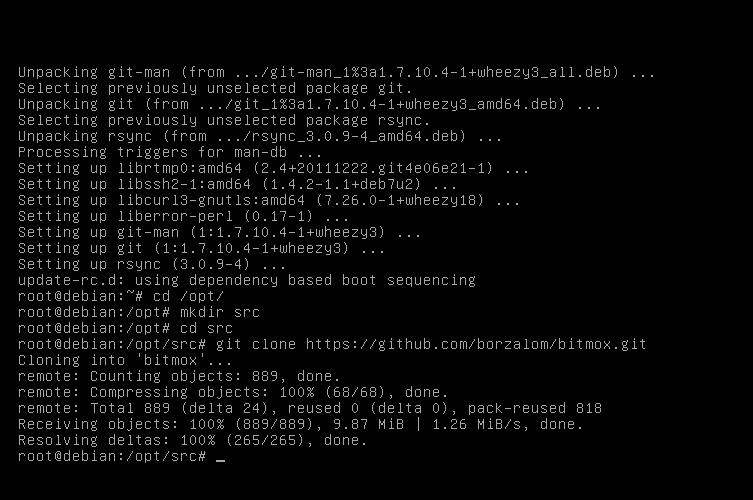 Unpacking git-man (from .../git-man_1%3a1.7.10.4-1+wheezy3_all.deb) ...
Selecting previously unselected package git.
Unpacking git (from .../git_1%3a1.7.10.4-1+wheezy3_amd64.deb) ...
Selecting previously unselected package rsync.
Unpacking rsync (from .../rsync_3.0.9-4_amd64.deb) ...
Processing triggers for man-db ...
Setting up librtmp0:amd64 (2.4+20111222.git4e06e21-1) ...
Setting up libssh2-1:amd64 (1.4.2-1.1+deb7u2) ...
Setting up libcurl3-gnutls:amd64 (7.26.0-1+wheezy18) ...
Setting up liberror-perl (0.17-1) ...
Setting up git-man (1:1.7.10.4-1+wheezy3) ...
Setting up git (1:1.7.10.4-1+wheezy3) ...
Setting up rsync (3.0.9-4) ...
update-rc.d: using dependency based boot sequencing
root@debian:~# cd /opt/
root@debian:/opt# mkdir src
root@debian:/opt# cd src
root@debian:/opt/src# git clone https://github.com/borzalom/bitmox.git
Cloning into 'bitmox'...
remote: Counting objects: 889, done.
remote: Compressing objects: 100% (68/68), done.
remote: Total 889 (delta 24), reused 0 (delta 0), pack-reused 818
Receiving objects: 100% (889/889), 9.87 MiB | 1.26 MiB/s, done.
Resolving deltas: 100% (265/265), done.
root@debian:/opt/src# _